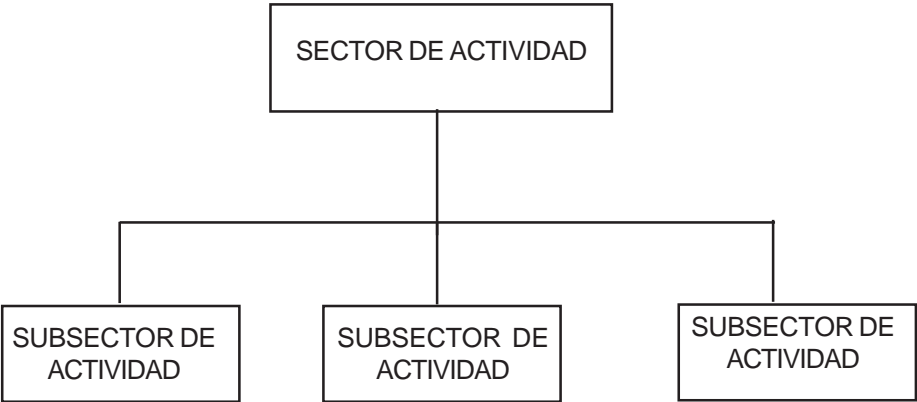 SECTOR DE ACTIVIDAD
SUBSECTOR DE
ACTIVIDAD
SUBSECTOR DE
ACTIVIDAD
SUBSECTOR DE
ACTIVIDAD